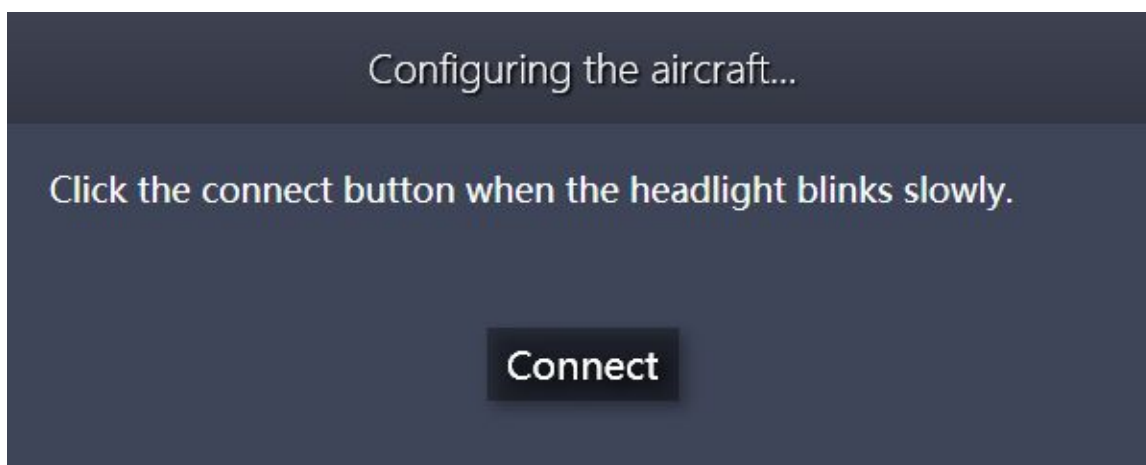 Configuring the aircraft...
Click the connect button when the headlight blinks slowly.
Connect